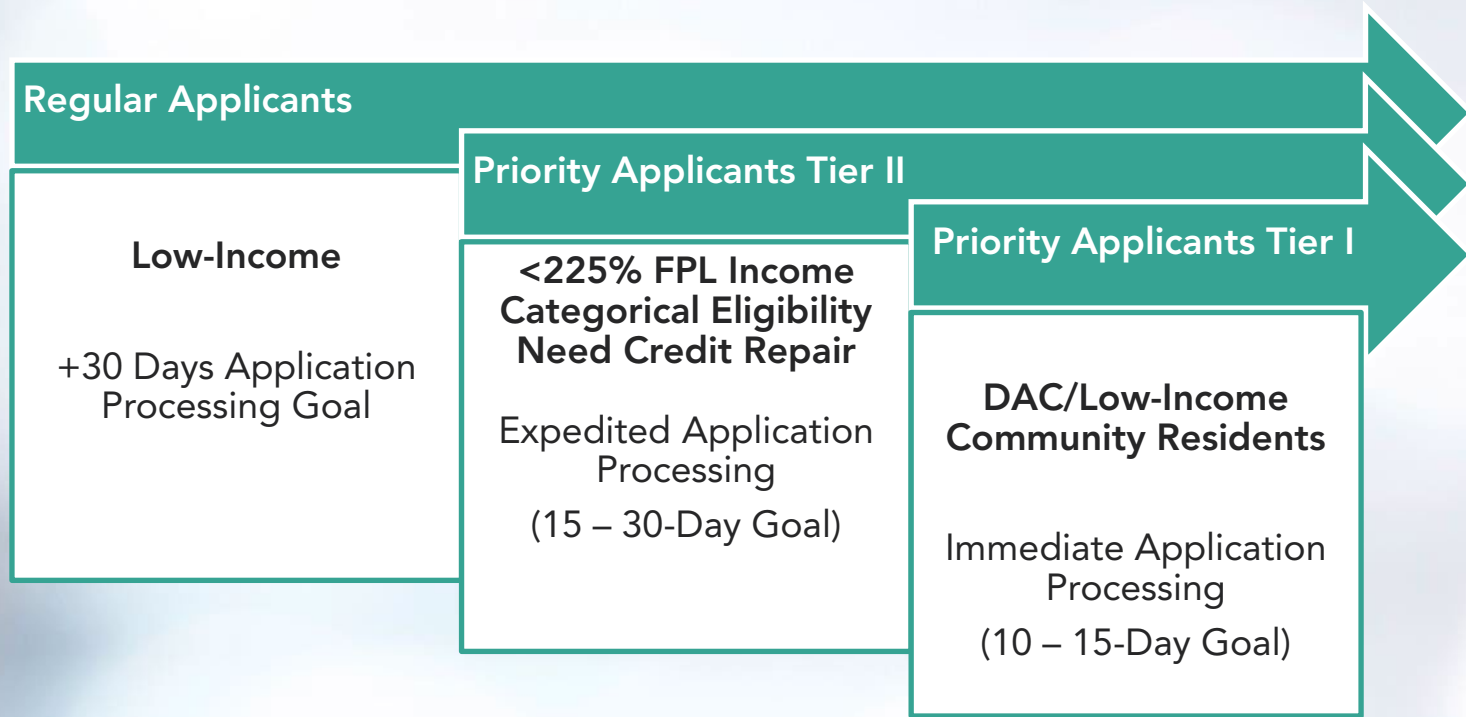 Regular Applicants
Low-Income
+30 Days Application
Processing Goal
Priority Applicants Tier II
<225% FPL Income
Categorical Eligibility
Need Credit Repair
Expedited Application
Processing
(15 – 30-Day Goal)
Priority Applicants Tier I
DAC/Low-Income
Community Residents
Immediate Application
Processing
(10 – 15-Day Goal)